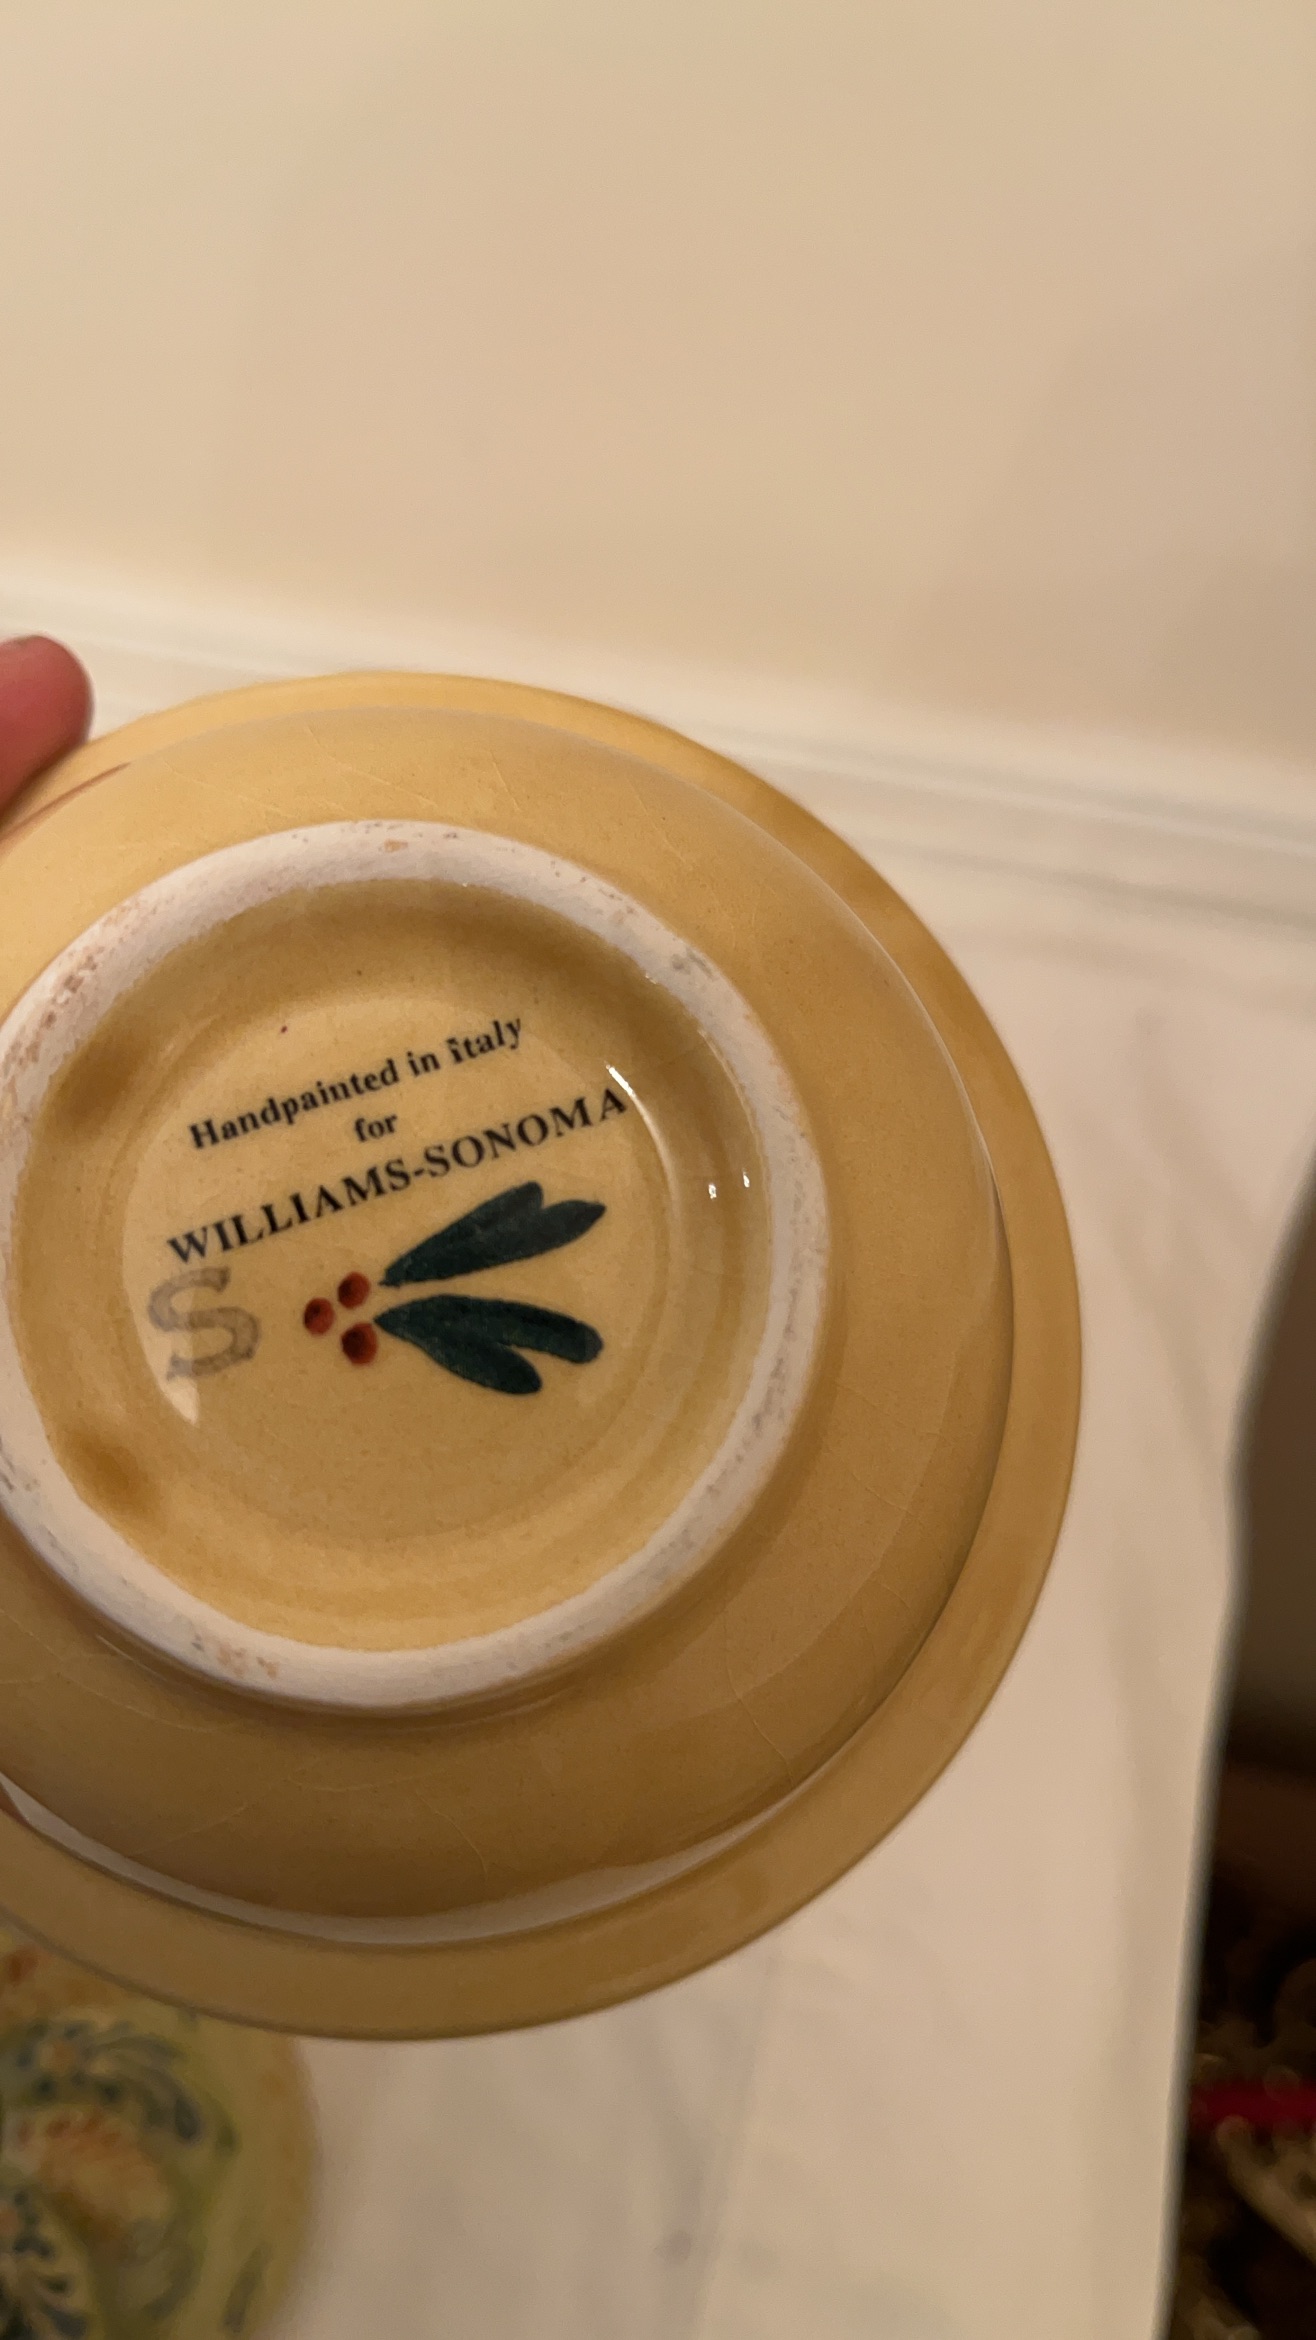 Handpainted in Italy
for
WILLIAMS-SONOMA
S